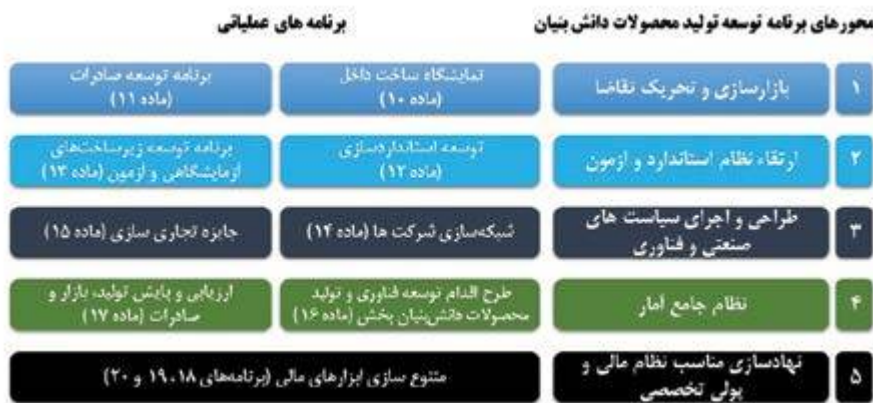 محورهای برنامه توسعه تولید محصولات دانش بنیان
برنامه های عملیاتی
۱
بازارسازی و تحریک تقاضا
نمایشگاه ساخت داخل
(ماده ۱۰)
برنامه توسعه صادرات
(ماده ۱۱)
۲
ارتقاء نظام استاندارد و آزمون
توسعه استانداردسازی
(ماده ۱۲)
برنامه توسعه زیرساخت‌های
آزمایشگاهی و آزمون (ماده ۱۳)
۳
طراحی و اجرای سیاست های
صنعتی و فناوری
شبکه‌سازی شرکت ها (ماده ۱۴)
جایزه تجاری سازی (ماده ۱۵)
۴
نظام جامع آمار
طرح اقدام توسعه فناوری و تولید
محصولات دانش‌بنیان بخشی (ماده ۱۶)
ارزیابی و پایش تولید، بازار و
صادرات (ماده ۱۷)
۵
نهادسازی مناسب نظام مالی و
پولی تخصصی
متنوع سازی ابزارهای مالی (برنامه‌های ۱۸، ۱۹ و ۲۰)